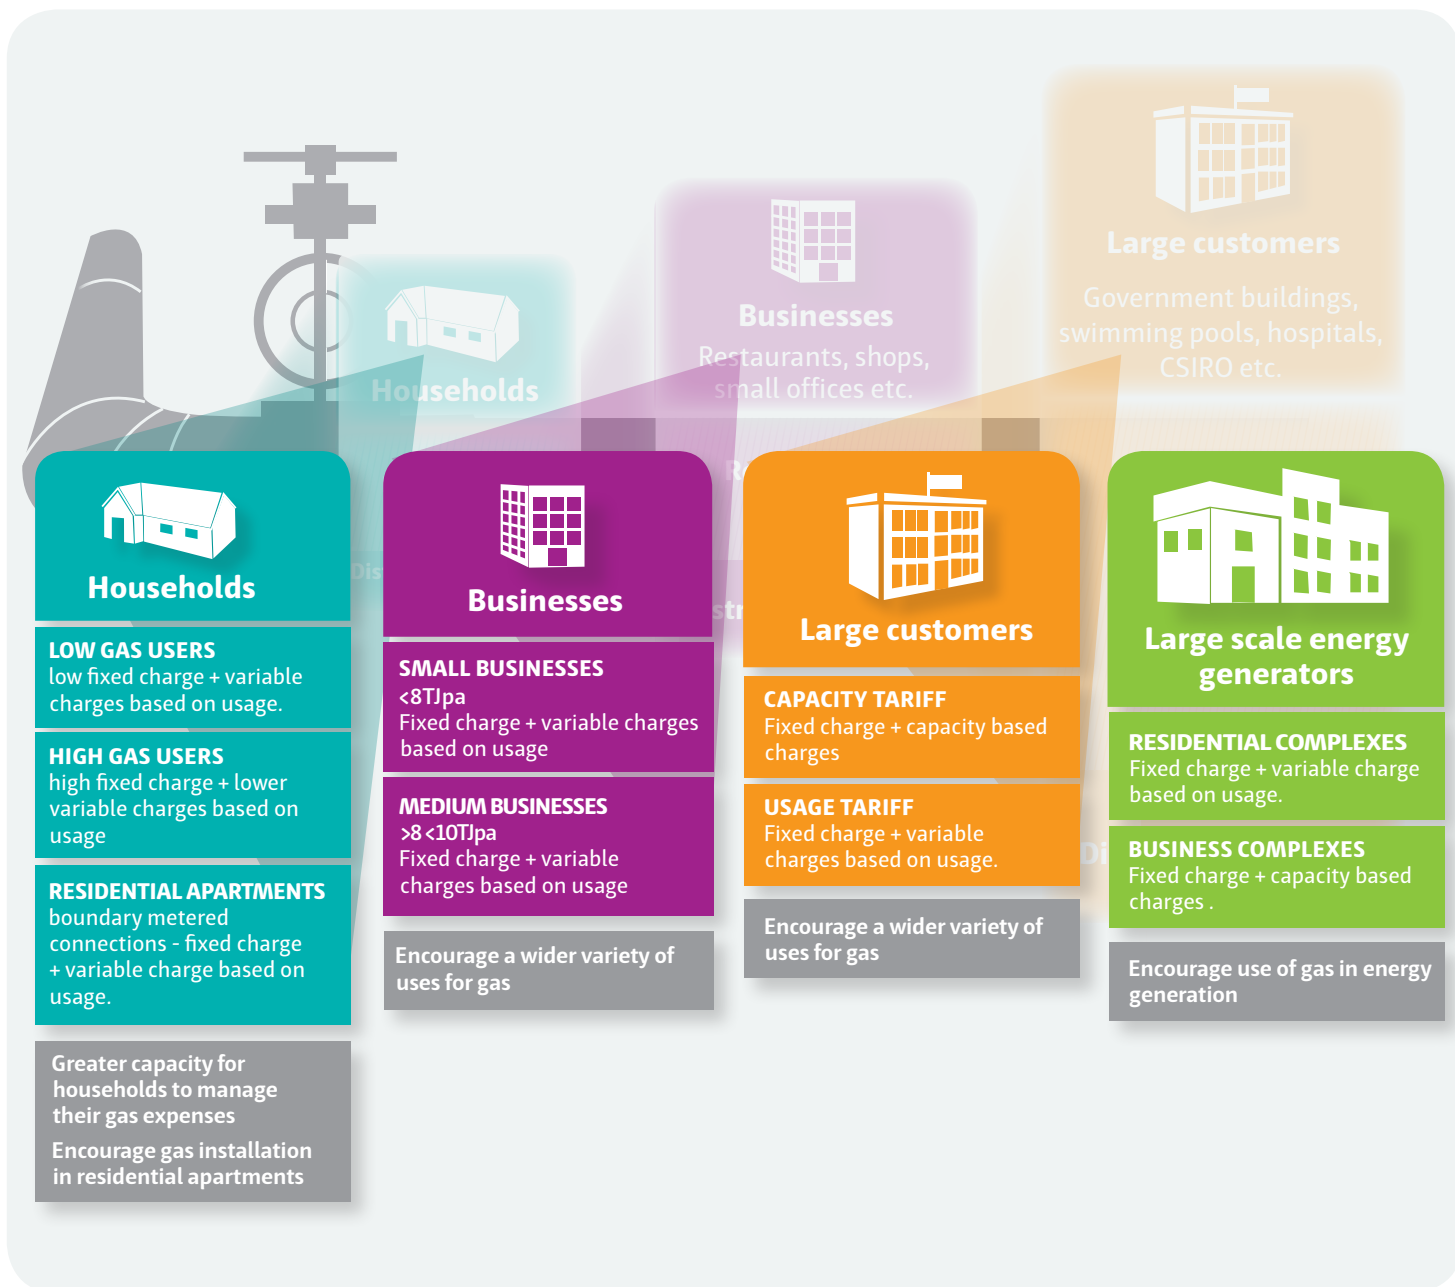 Large customers
Government buildings,
swimming pools, hospitals,
CSIRO etc.
Businesses
Restaurants, shops,
small offices etc.
Households
Households
LOW GAS USERS
low fixed charge + variable
charges based on usage.
HIGH GAS USERS
high fixed charge + lower
variable charges based on
usage
RESIDENTIAL APARTMENTS
boundary metered
connections - fixed charge
+ variable charge based on
usage.
Greater capacity for
households to manage
their gas expenses
Encourage gas installation
in residential apartments
Businesses
SMALL BUSINESSES
<8TJpa
Fixed charge + variable charges
based on usage
MEDIUM BUSINESSES
>8 <10TJpa
Fixed charge + variable
charges based on usage
Encourage a wider variety of
uses for gas
Large customers
CAPACITY TARIFF
Fixed charge + capacity based
charges
USAGE TARIFF
Fixed charge + variable
charges based on usage.
Encourage a wider variety of
uses for gas
Large scale energy
generators
RESIDENTIAL COMPLEXES
Fixed charge + variable charge
based on usage.
BUSINESS COMPLEXES
Fixed charge + capacity based
charges .
Encourage use of gas in energy
generation